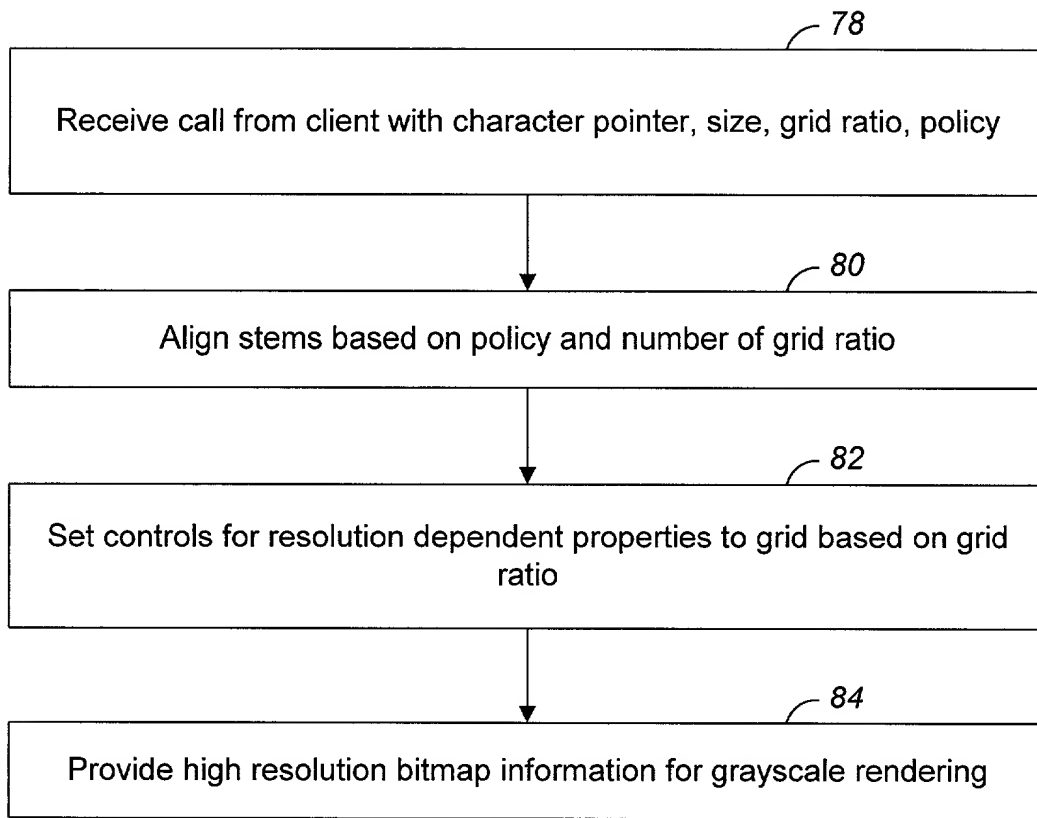 78
Receive call from client with character pointer, size, grid ratio, policy
80
Align stems based on policy and number of grid ratio
82
Set controls for resolution dependent properties to grid based on grid
ratio
84
Provide high resolution bitmap information for grayscale rendering